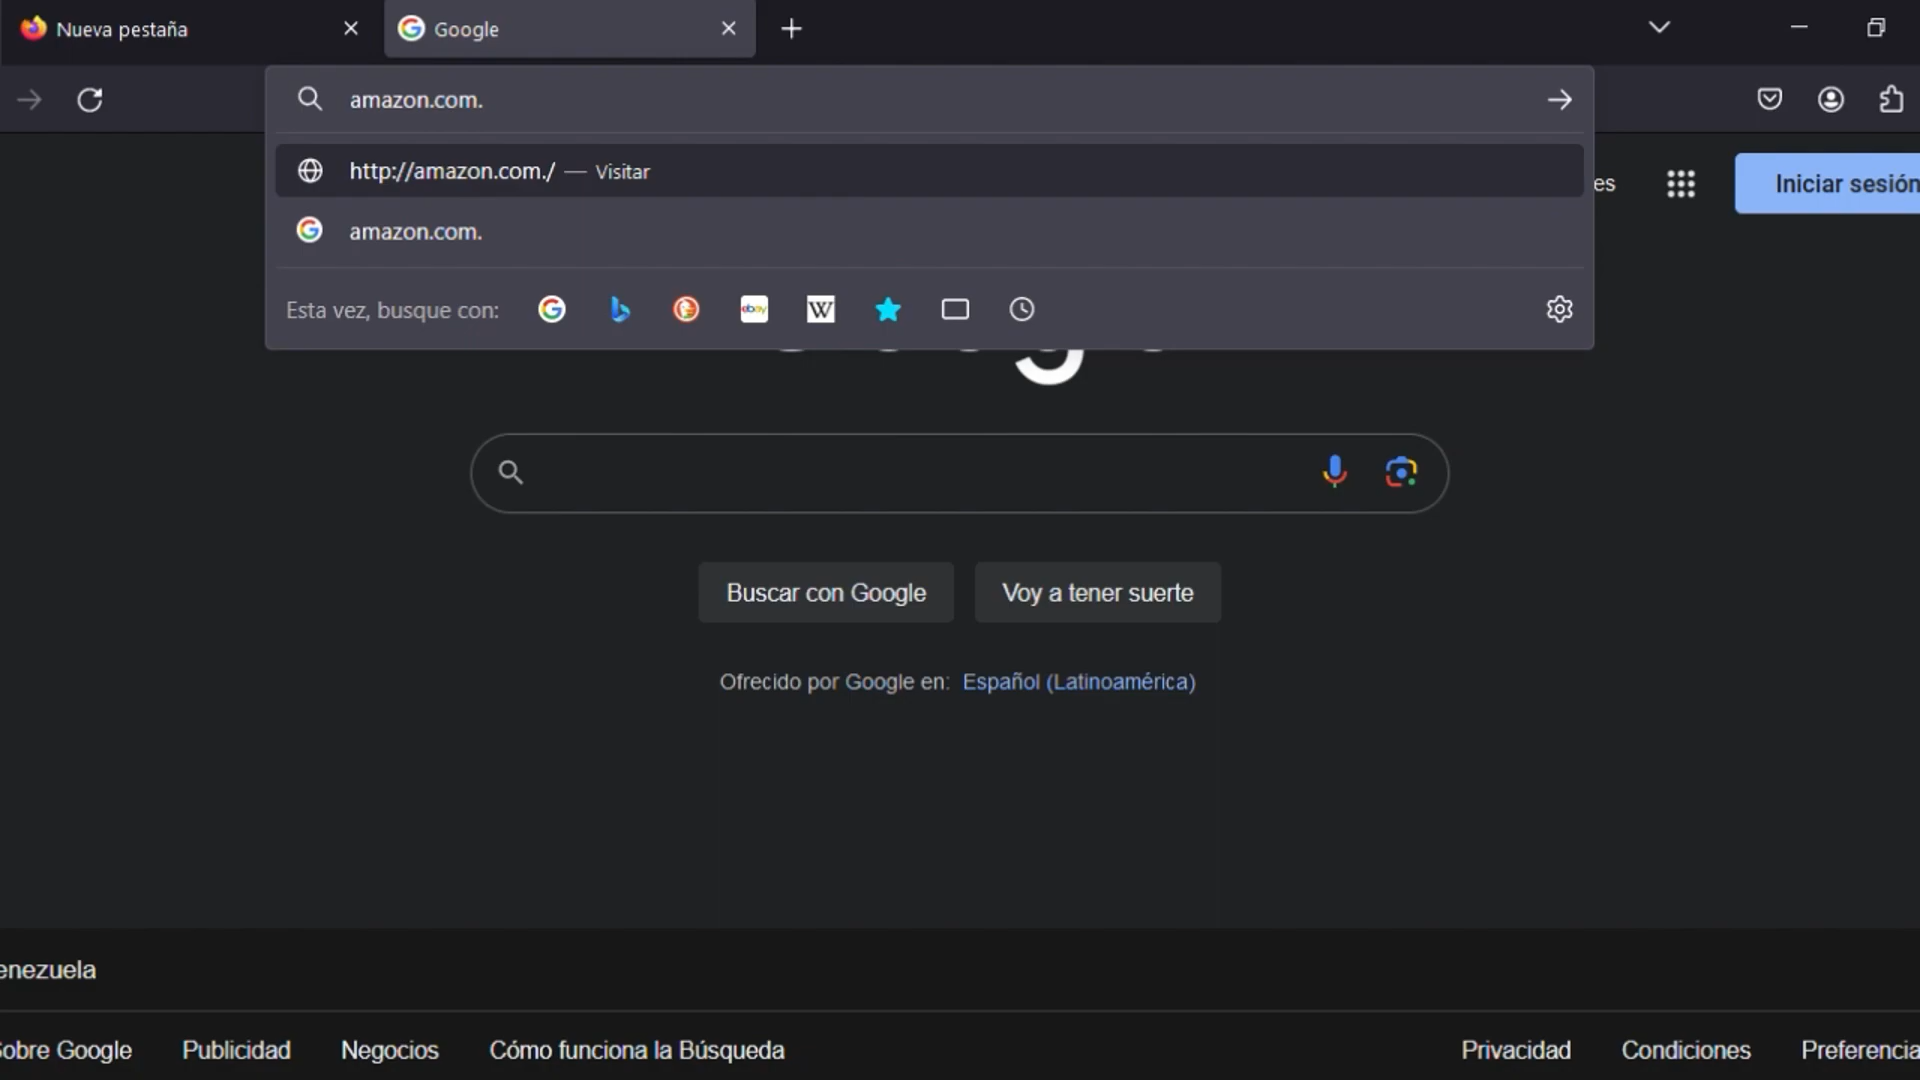 Nueva pestaña
Google
amazon.com.
http://amazon.com./ — Visitar
amazon.com.
Esta vez, busque con:
ebay
W
es
Iniciar sesión
Buscar con Google
Voy a tener suerte
Ofrecido por Google en: Español (Latinoamérica)
enezuela
Sobre Google
Publicidad
Negocios
Cómo funciona la Búsqueda
Privacidad
Condiciones
Preferencia